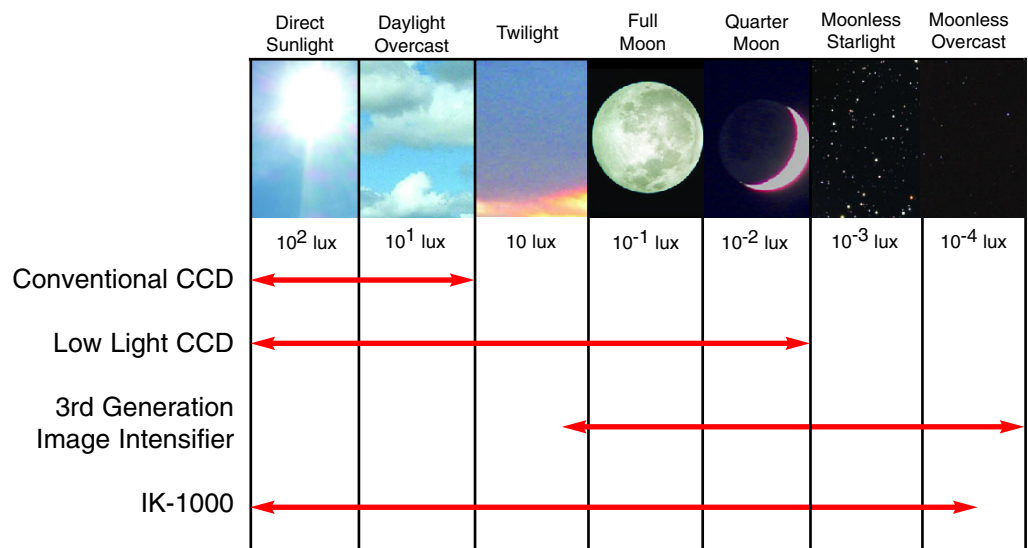 Direct
Sunlight
Daylight
Overcast
Twilight
Full
Moon
Quarter
Moon
Moonless
Starlight
Moonless
Overcast
10² lux
10¹ lux
10 lux
10⁻¹ lux
10⁻² lux
10⁻³ lux
10⁻⁴ lux
Conventional CCD
Low Light CCD
3rd Generation
Image Intensifier
IK-1000